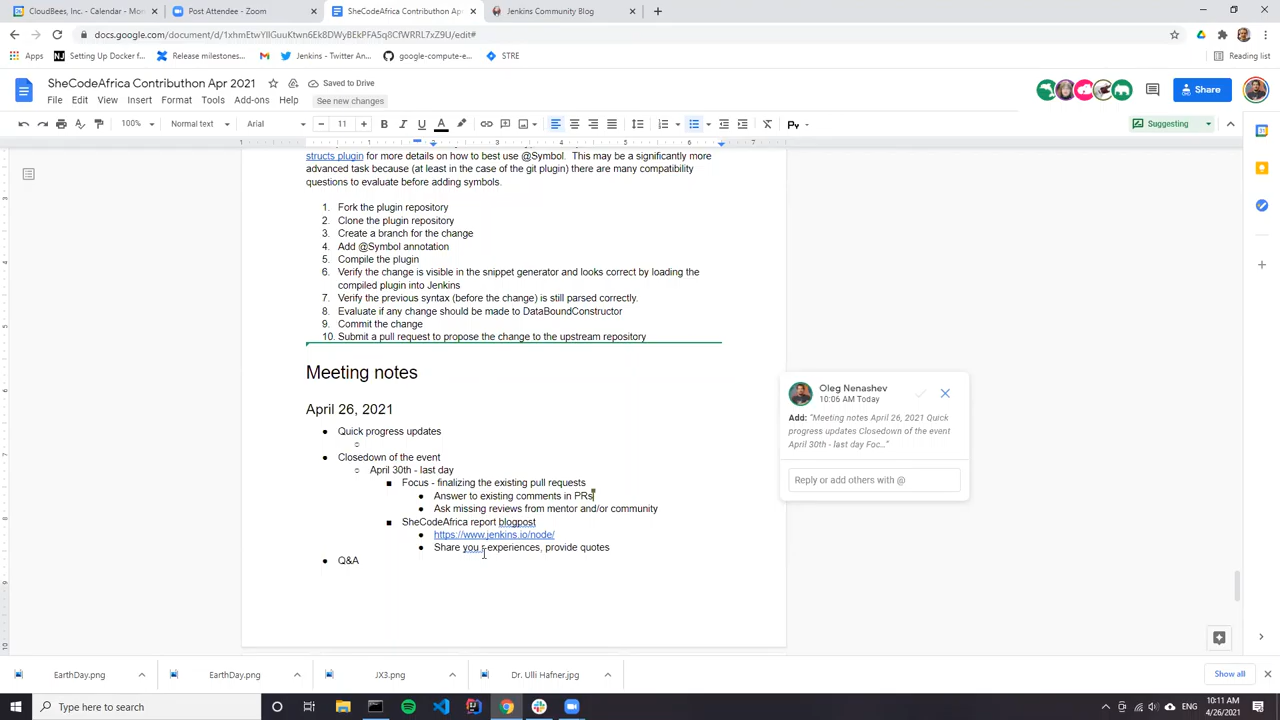 CloudBees, Inc. - Calendar - Mon
Post Attendee - Zoom
SheCodeAfrica Contributhon Apr 2
Jenkins Community Blog
docs.google.com/document/d/1xhmEtwYlIGuuKtwn6Ek8DWyBEkPFA5q8CfWRRL7xZ9U/edit#
Apps
Setting Up Docker f...
Release milestones...
Jenkins - Twitter An...
google-compute-e...
STRE
Reading list
SheCodeAfrica Contributhon Apr 2021
Saved to Drive
File Edit View Insert Format Tools Add-ons Help
See new changes
Share
100%
Normal text
Arial
11
Suggesting
structs plugin for more details on how to best use @Symbol. This may be a significantly more
advanced task because (at least in the case of the git plugin) there are many compatibility
questions to evaluate before adding symbols.
1. Fork the plugin repository
2. Clone the plugin repository
3. Create a branch for the change
4. Add @Symbol annotation
5. Compile the plugin
6. Verify the change is visible in the snippet generator and looks correct by loading the
compiled plugin into Jenkins
7. Verify the previous syntax (before the change) is still parsed correctly.
8. Evaluate if any change should be made to DataBoundConstructor
9. Commit the change
10. Submit a pull request to propose the change to the upstream repository
Meeting notes
April 26, 2021
Quick progress updates
Closedown of the event
April 30th - last day
Focus - finalizing the existing pull requests
Answer to existing comments in PRs
Ask missing reviews from mentor and/or community
SheCodeAfrica report blogpost
https://www.jenkins.io/node/
Share you r experiences, provide quotes
Q&A
Oleg Nenashev
10:06 AM Today
Add: "Meeting notes April 26, 2021 Quick
progress updates Closedown of the event
April 30th - last day Foc..."
Reply or add others with @
EarthDay.png
EarthDay.png
JX3.png
Dr. Ulli Hafner.jpg
Show all
Type here to search
ENG
10:11 AM
4/26/2021